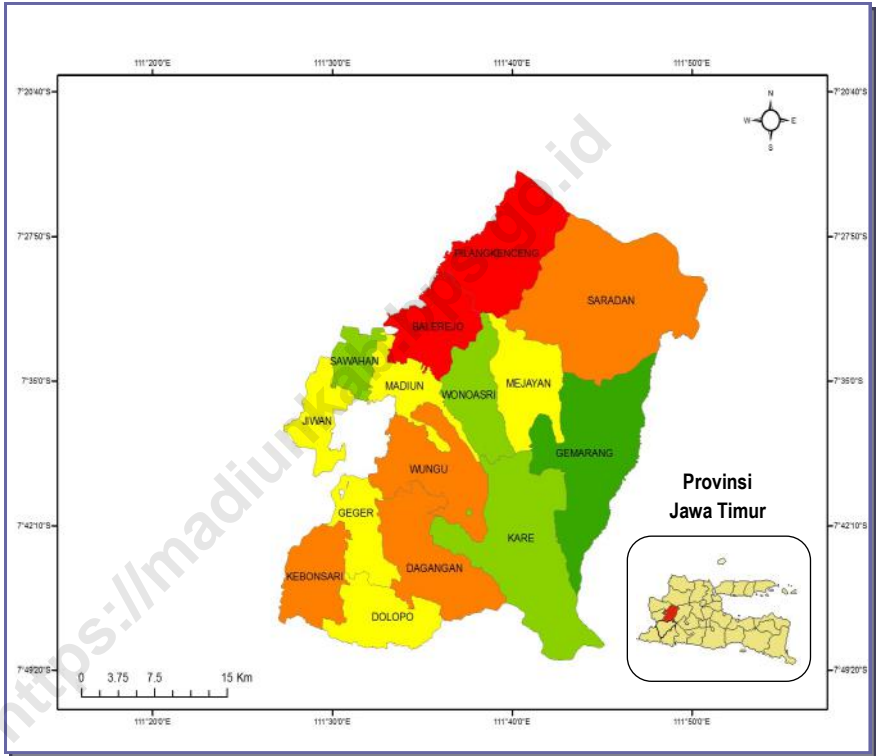 111°20'0"E 111°30'0"E 111°40'0"E 111°50'0"E
7°20'40"S 7°20'40"S
N
W E
S
7°27'50"S 7°27'50"S
PILANGKENCENG
SARADAN
BALEREJO
SAWAHAN
7°35'0"S 7°35'0"S
MADIUN
MEJAYAN
WONOASRI
JIWAN
GEMARANG
WUNGU
Provinsi
Jawa Timur
GEGER
7°42'10"S 7°42'10"S
KARE
KEBONSARI
DAGANGAN
DOLOPO
7°49'20"S 7°49'20"S
0 3.75 7.5 15 Km
111°20'0"E 111°30'0"E 111°40'0"E 111°50'0"E
https://madiunkab.bps.go.id